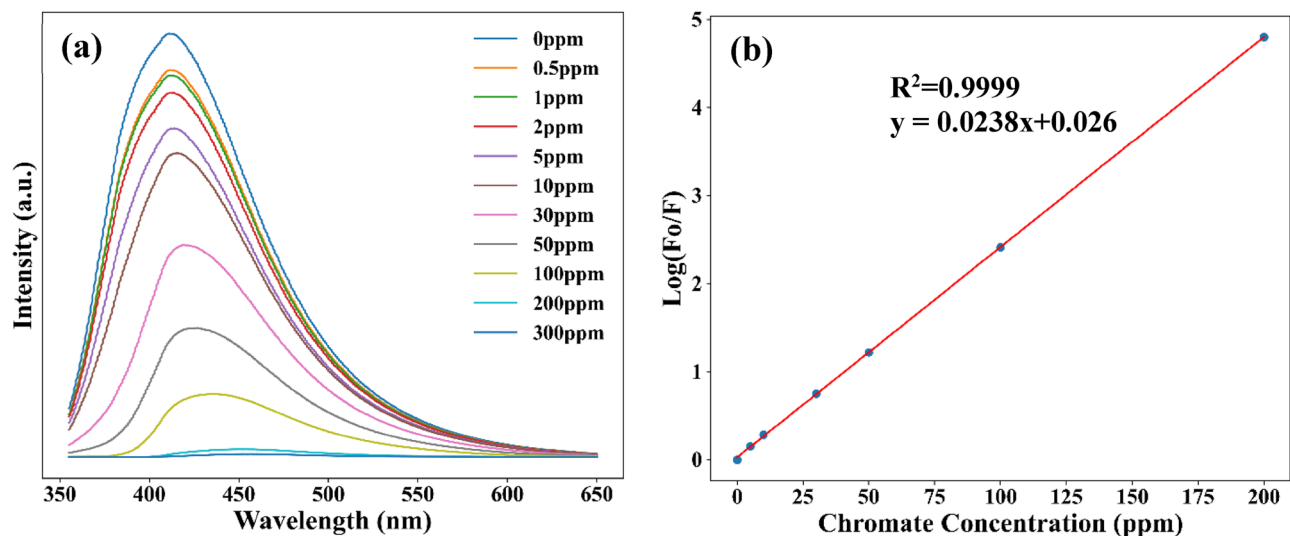 (a)
0ppm
0.5ppm
1ppm
2ppm
5ppm
10ppm
30ppm
50ppm
100ppm
200ppm
300ppm
Intensity (a.u.)
350 400 450 500 550 600 650
Wavelength (nm)
(b)
R²=0.9999
y = 0.0238x+0.026
Log(Fo/F)
5
4
3
2
1
0
0 25 50 75 100 125 150 175 200
Chromate Concentration (ppm)